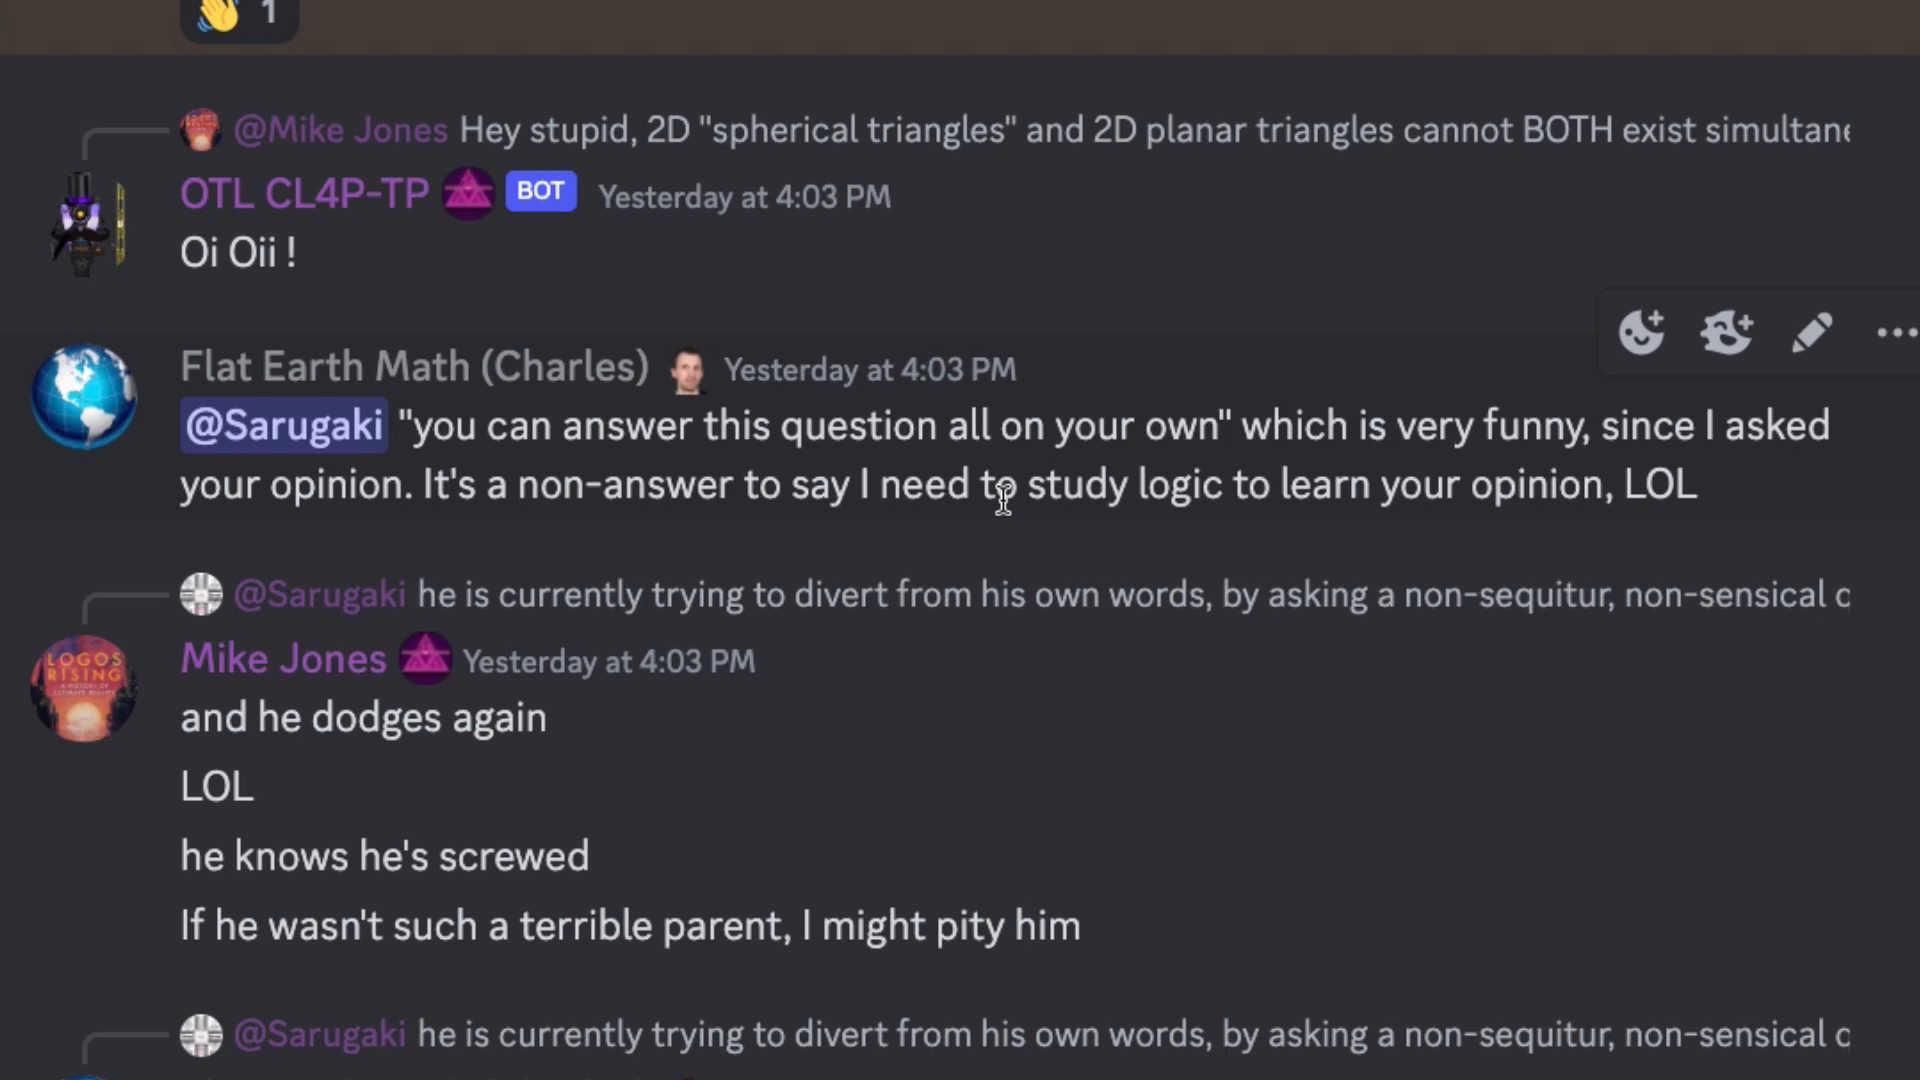 1
@Mike Jones Hey stupid, 2D "spherical triangles" and 2D planar triangles cannot BOTH exist simultane
OTL CL4P-TP BOT Yesterday at 4:03 PM
Oi Oii !
Flat Earth Math (Charles) Yesterday at 4:03 PM
@Sarugaki "you can answer this question all on your own" which is very funny, since I asked
your opinion. It's a non-answer to say I need to study logic to learn your opinion, LOL
@Sarugaki he is currently trying to divert from his own words, by asking a non-sequitur, non-sensical
LOGOS
RISING
Mike Jones Yesterday at 4:03 PM
and he dodges again
LOL
he knows he's screwed
If he wasn't such a terrible parent, I might pity him
@Sarugaki he is currently trying to divert from his own words, by asking a non-sequitur, non-sensical